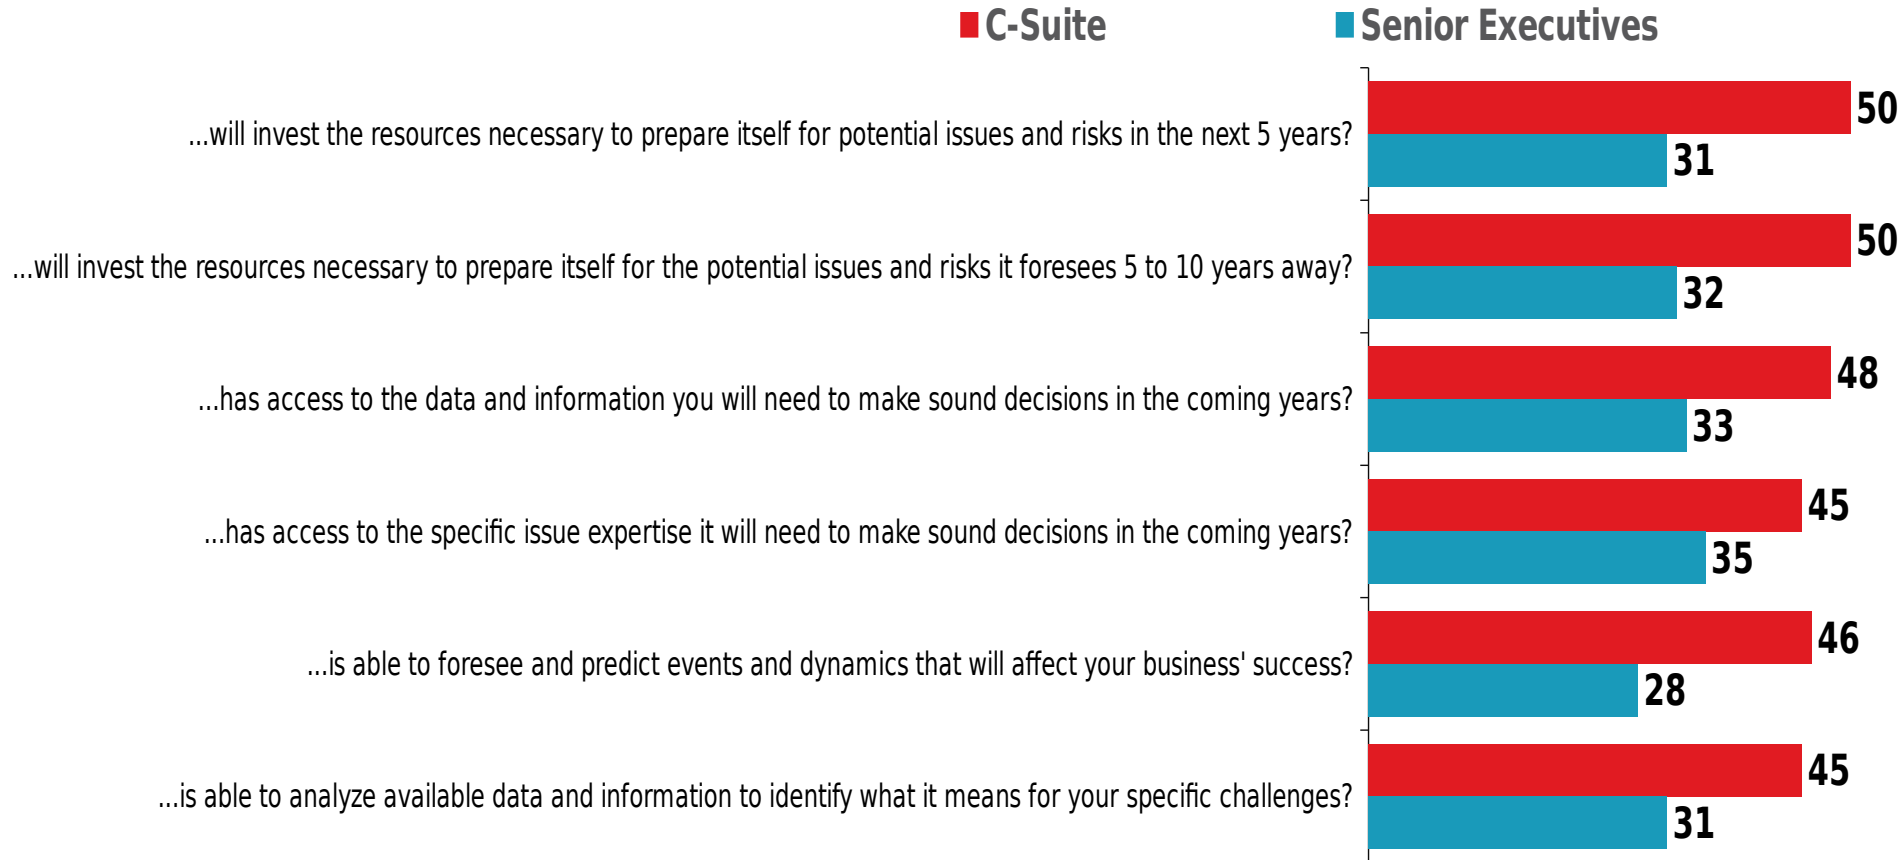 C-Suite Senior Executives
...will invest the resources necessary to prepare itself for potential issues and risks in the next 5 years?
50
31
...will invest the resources necessary to prepare itself for the potential issues and risks it foresees 5 to 10 years away?
50
32
...has access to the data and information you will need to make sound decisions in the coming years?
48
33
...has access to the specific issue expertise it will need to make sound decisions in the coming years?
45
35
...is able to foresee and predict events and dynamics that will affect your business' success?
46
28
...is able to analyze available data and information to identify what it means for your specific challenges?
45
31